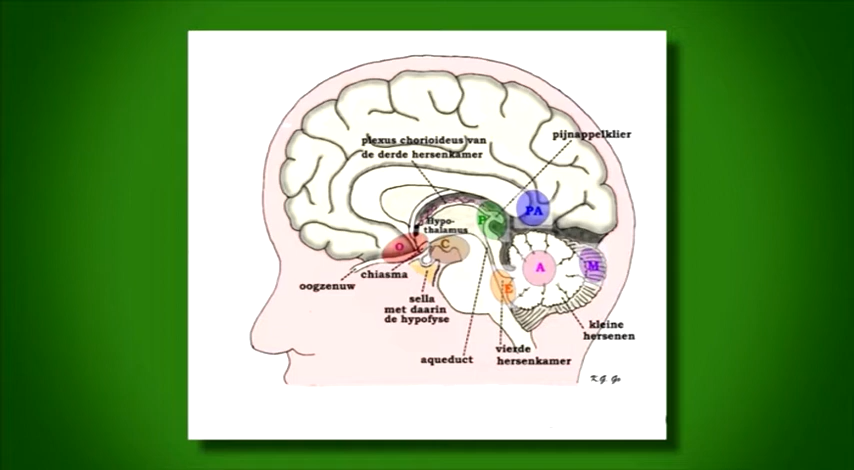 plexus chorioideus van
de derde hersenkamer
pijnappelklier
P
PA
Hypo-
thalamus
O
C
A
M
E
chiasma
oogzenuw
sella
met daarin
de hypofyse
kleine
hersenen
aqueduct
vierde
hersenkamer
K.G. Go